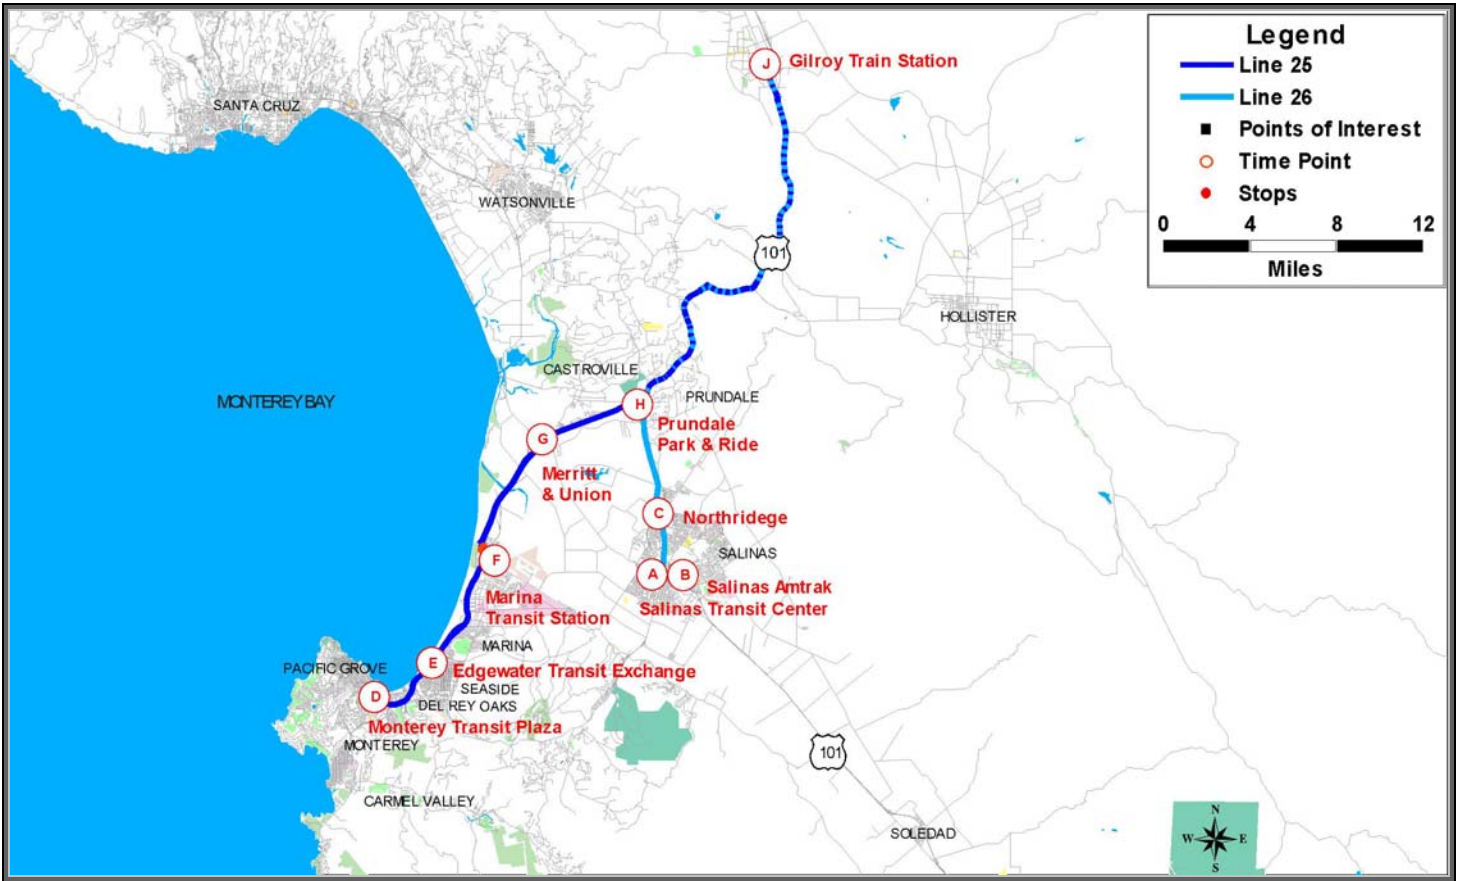 Legend
Line 25
Line 26
Points of Interest
Time Point
Stops
0 4 8 12
Miles
J Gilroy Train Station
SANTA CRUZ
WATSONVILLE
101
HOLLISTER
CASTROVILLE
MONTEREY BAY
H
PRUNDALE
Prundale
Park & Ride
G
Merritt
& Union
C Northridege
SALINAS
F
A B Salinas Amtrak
Salinas Transit Center
Marina
Transit Station
MARINA
PACIFIC GROVE
E Edgewater Transit Exchange
SEASIDE
D
DEL REY OAKS
Monterey Transit Plaza
MONTEREY
101
CARMEL VALLEY
SOLEDAD
N
W E
S